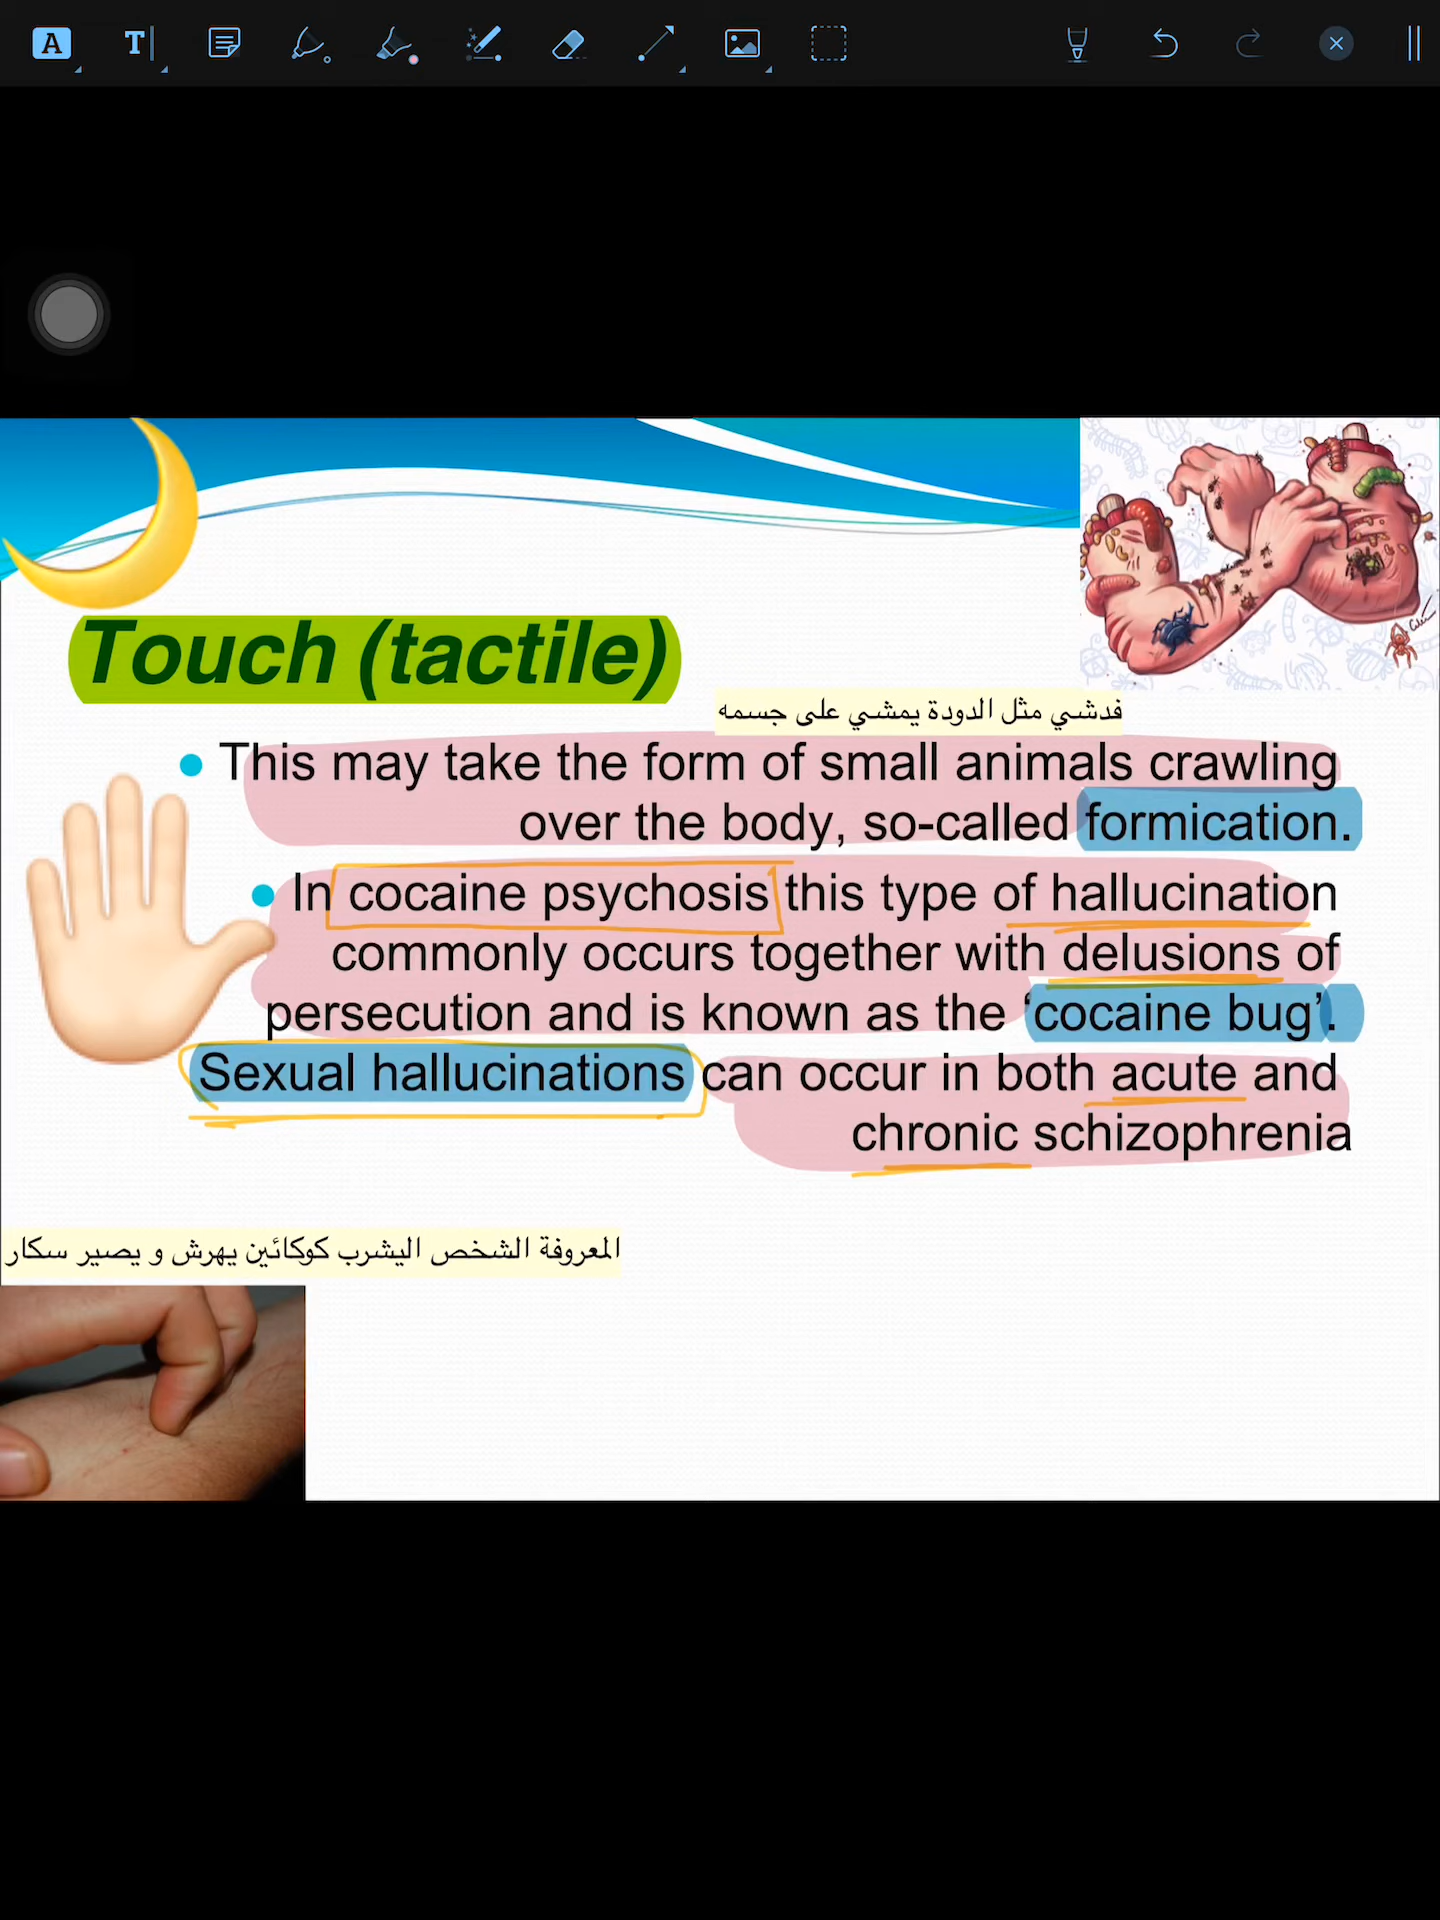 Touch (tactile)
فدشي مثل الدودة يمشي على جسمه
• This may take the form of small animals crawling
over the body, so-called formication.
• In cocaine psychosis this type of hallucination
commonly occurs together with delusions of
persecution and is known as the ‘cocaine bug’.
Sexual hallucinations can occur in both acute and
chronic schizophrenia
المعروفة الشخص اليشرب كوكائين يهرش و يصير سكار